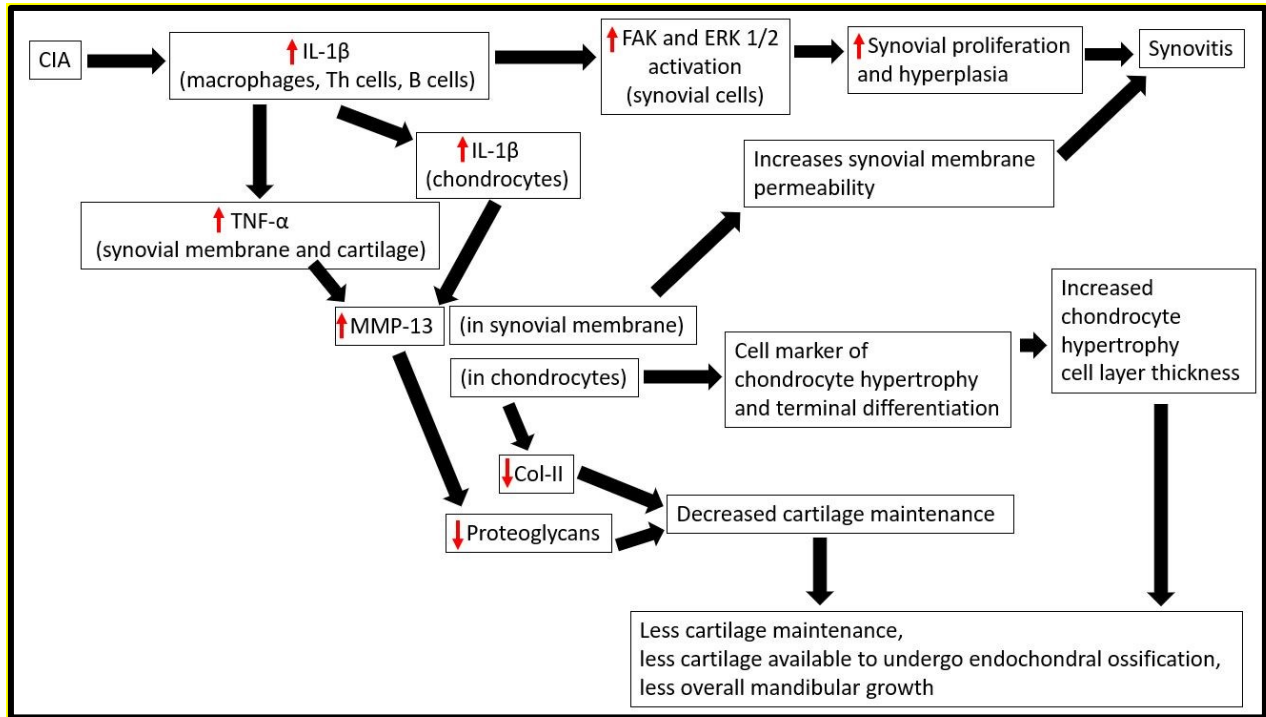 CIA
IL-1β
(macrophages, Th cells, B cells)
FAK and ERK 1/2
activation
(synovial cells)
Synovial proliferation
and hyperplasia
Synovitis
IL-1β
(chondrocytes)
Increases synovial membrane
permeability
TNF-α
(synovial membrane and cartilage)
MMP-13
(in synovial membrane)
(in chondrocytes)
Cell marker of
chondrocyte hypertrophy
and terminal differentiation
Increased
chondrocyte
hypertrophy
cell layer thickness
Col-II
Proteoglycans
Decreased cartilage maintenance
Less cartilage maintenance,
less cartilage available to undergo endochondral ossification,
less overall mandibular growth